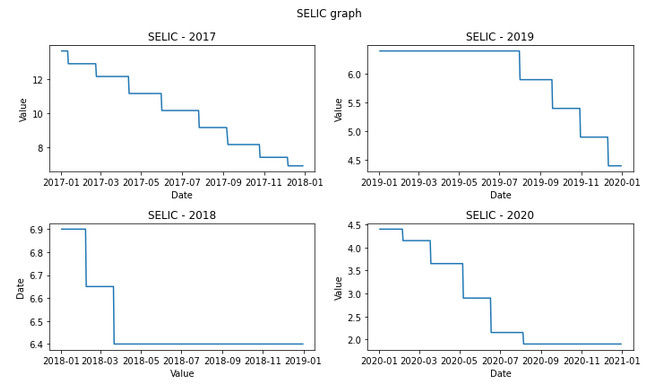 SELIC graph
SELIC - 2017
12
10
8
Value
2017-01 2017-03 2017-05 2017-07 2017-09 2017-11 2018-01
Date
SELIC - 2019
6.0
5.5
5.0
4.5
Value
2019-01 2019-03 2019-05 2019-07 2019-09 2019-11 2020-01
Date
SELIC - 2018
6.9
6.8
6.7
6.6
6.5
6.4
Date
2018-01 2018-03 2018-05 2018-07 2018-09 2018-11 2019-01
Value
SELIC - 2020
4.5
4.0
3.5
3.0
2.5
2.0
Value
2020-01 2020-03 2020-05 2020-07 2020-09 2020-11 2021-01
Date